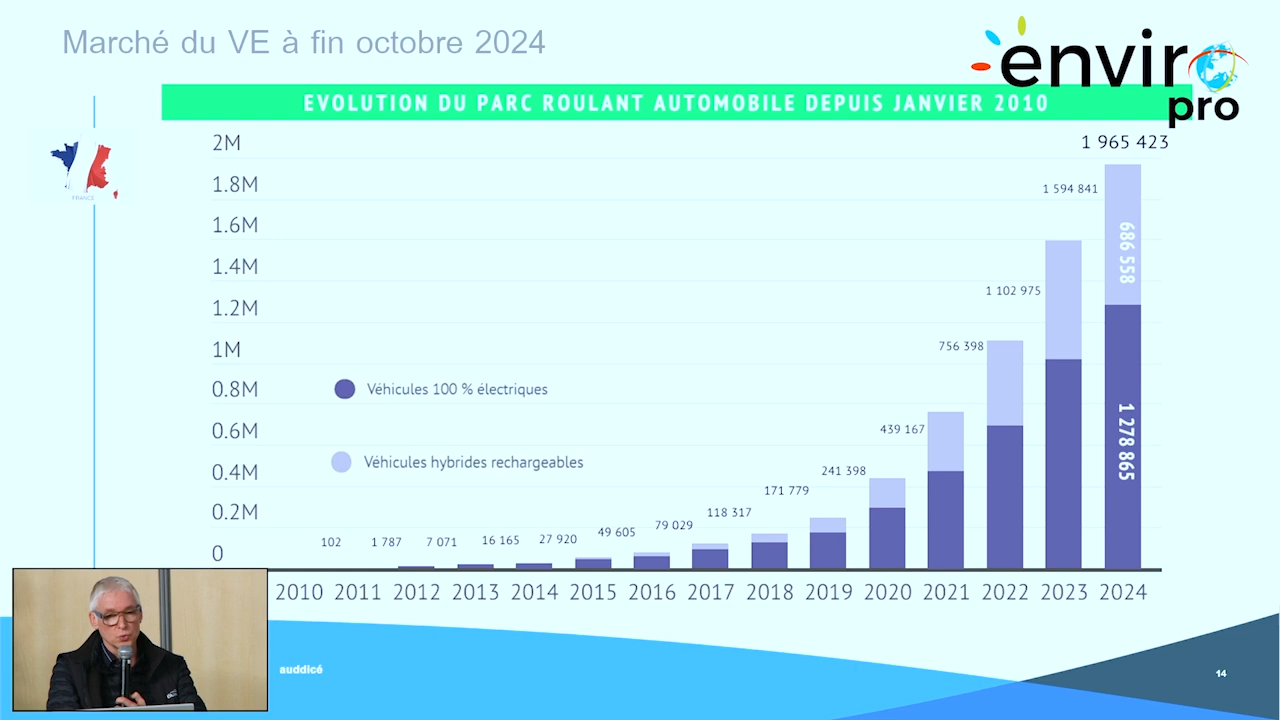 Marché du VE à fin octobre 2024
enviro
pro
EVOLUTION DU PARC ROULANT AUTOMOBILE DEPUIS JANVIER 2010
FRANCE
2M
1.8M
1.6M
1.4M
1.2M
1M
0.8M
0.6M
0.4M
0.2M
0
Véhicules 100 % électriques
Véhicules hybrides rechargeables
102
1 787
7 071
16 165
27 920
49 605
79 029
118 317
171 779
241 398
439 167
756 398
1 102 975
1 594 841
1 965 423
686 558
1 278 865
2010 2011 2012 2013 2014 2015 2016 2017 2018 2019 2020 2021 2022 2023 2024
auddicé
14